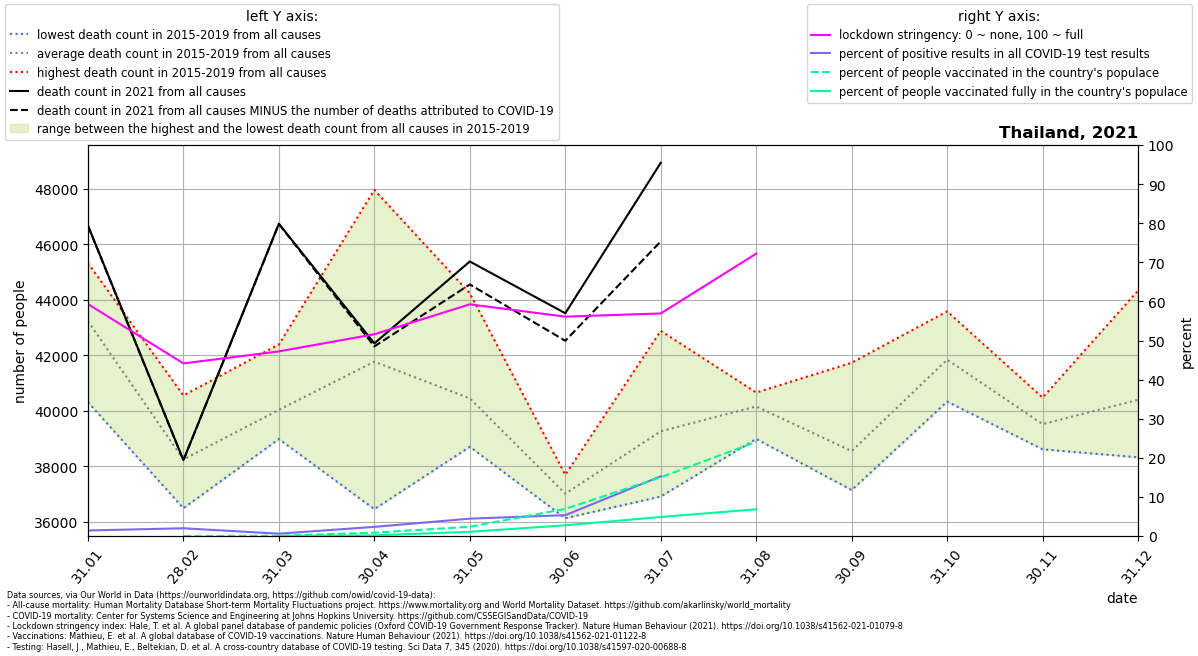 left Y axis:
lowest death count in 2015-2019 from all causes
average death count in 2015-2019 from all causes
highest death count in 2015-2019 from all causes
death count in 2021 from all causes
death count in 2021 from all causes MINUS the number of deaths attributed to COVID-19
range between the highest and the lowest death count from all causes in 2015-2019
right Y axis:
lockdown stringency: 0 ~ none, 100 ~ full
percent of positive results in all COVID-19 test results
percent of people vaccinated in the country's populace
percent of people vaccinated fully in the country's populace
Thailand, 2021
number of people
48000
46000
44000
42000
40000
38000
36000
100
90
80
70
60
50
40
30
20
10
0
percent
31.01
28.02
31.03
30.04
31.05
30.06
31.07
31.08
30.09
31.10
30.11
31.12
date
Data sources, via Our World in Data (https://ourworldindata.org, https://github.com/owid/covid-19-data):
- All-cause mortality: Human Mortality Database Short-term Mortality Fluctuations project. https://www.mortality.org and World Mortality Dataset. https://github.com/akarlinsky/world_mortality
- COVID-19 mortality: Center for Systems Science and Engineering at Johns Hopkins University. https://github.com/CSSEGISandData/COVID-19
- Lockdown stringency index: Hale, T. et al. A global panel database of pandemic policies (Oxford COVID-19 Government Response Tracker). Nature Human Behaviour (2021). https://doi.org/10.1038/s41562-021-01079-8
- Vaccinations: Mathieu, E. et al. A global database of COVID-19 vaccinations. Nature Human Behaviour (2021). https://doi.org/10.1038/s41562-021-01122-8
- Testing: Hasell, J., Mathieu, E., Beltekian, D. et al. A cross-country database of COVID-19 testing. Sci Data 7, 345 (2020). https://doi.org/10.1038/s41597-020-00688-8